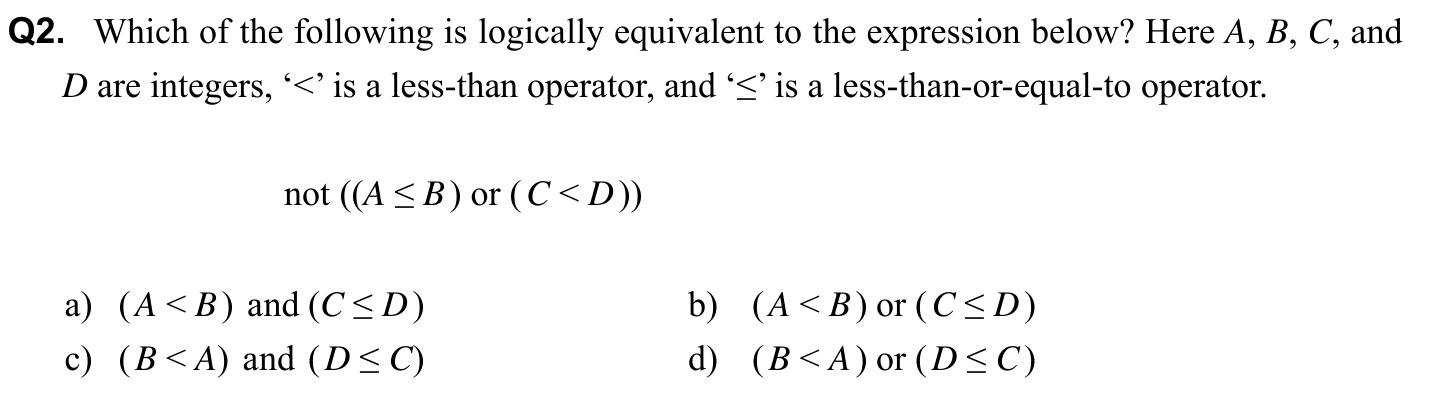 Q2. Which of the following is logically equivalent to the expression below? Here A, B, C, and
D are integers, ‘<’ is a less-than operator, and ‘≤’ is a less-than-or-equal-to operator.
not ((A ≤ B) or (C < D))
a) (A < B) and (C ≤ D) b) (A < B) or (C ≤ D)
c) (B < A) and (D ≤ C) d) (B < A) or (D ≤ C)